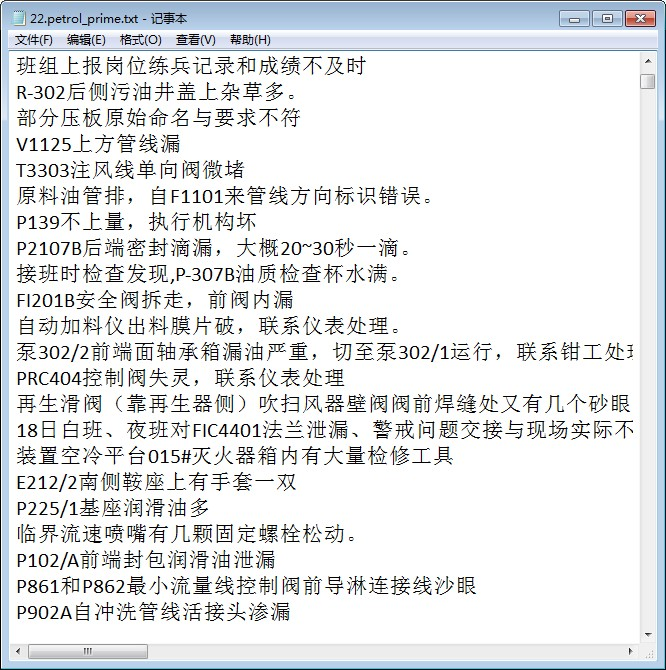 22.petrol_prime.txt - 记事本
文件(F) 编辑(E) 格式(O) 查看(V) 帮助(H)
班组上报岗位练兵记录和成绩不及时
R-302后侧污油井盖上杂草多。
部分压板原始命名与要求不符
V1125上方管线漏
T3303注风线单向阀微堵
原料油管排，自F1101来管线方向标识错误。
P139不上量，执行机构坏
P2107B后端密封滴漏，大概20~30秒一滴。
接班时检查发现,P-307B油质检查杯水满。
FI201B安全阀拆走，前阀内漏
自动加料仪出料膜片破，联系仪表处理。
泵302/2前端面轴承箱漏油严重，切至泵302/1运行，联系钳工处
PRC404控制阀失灵，联系仪表处理
再生滑阀（靠再生器侧）吹扫风器壁阀阀前焊缝处又有几个砂眼
18日白班、夜班对FIC4401法兰泄漏、警戒问题交接与现场实际不
装置空冷平台015#灭火器箱内有大量检修工具
E212/2南侧鞍座上有手套一双
P225/1基座润滑油多
临界流速喷嘴有几颗固定螺栓松动。
P102/A前端封包润滑油泄漏
P861和P862最小流量线控制阀前导淋连接线沙眼
P902A自冲洗管线活接头渗漏